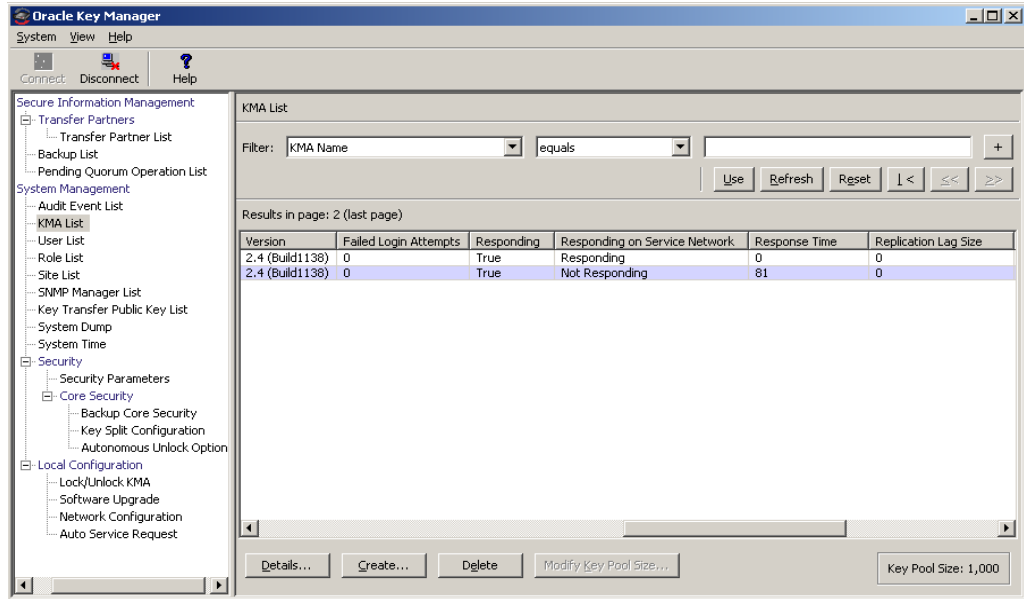 Oracle Key Manager
System View Help
Connect Disconnect Help
Secure Information Management
Transfer Partners
Transfer Partner List
Backup List
Pending Quorum Operation List
System Management
Audit Event List
KMA List
User List
Role List
Site List
SNMP Manager List
Key Transfer Public Key List
System Dump
System Time
Security
Security Parameters
Core Security
Backup Core Security
Key Split Configuration
Autonomous Unlock Option
Local Configuration
Lock/Unlock KMA
Software Upgrade
Network Configuration
Auto Service Request
KMA List
Filter: KMA Name equals +
Use Refresh Reset |< << >>
Results in page: 2 (last page)
Version Failed Login Attempts Responding Responding on Service Network Response Time Replication Lag Size
2.4 (Build1138) 0 True Responding 0 0
2.4 (Build1138) 0 True Not Responding 81 0
Details... Create... Delete Modify Key Pool Size... Key Pool Size: 1,000